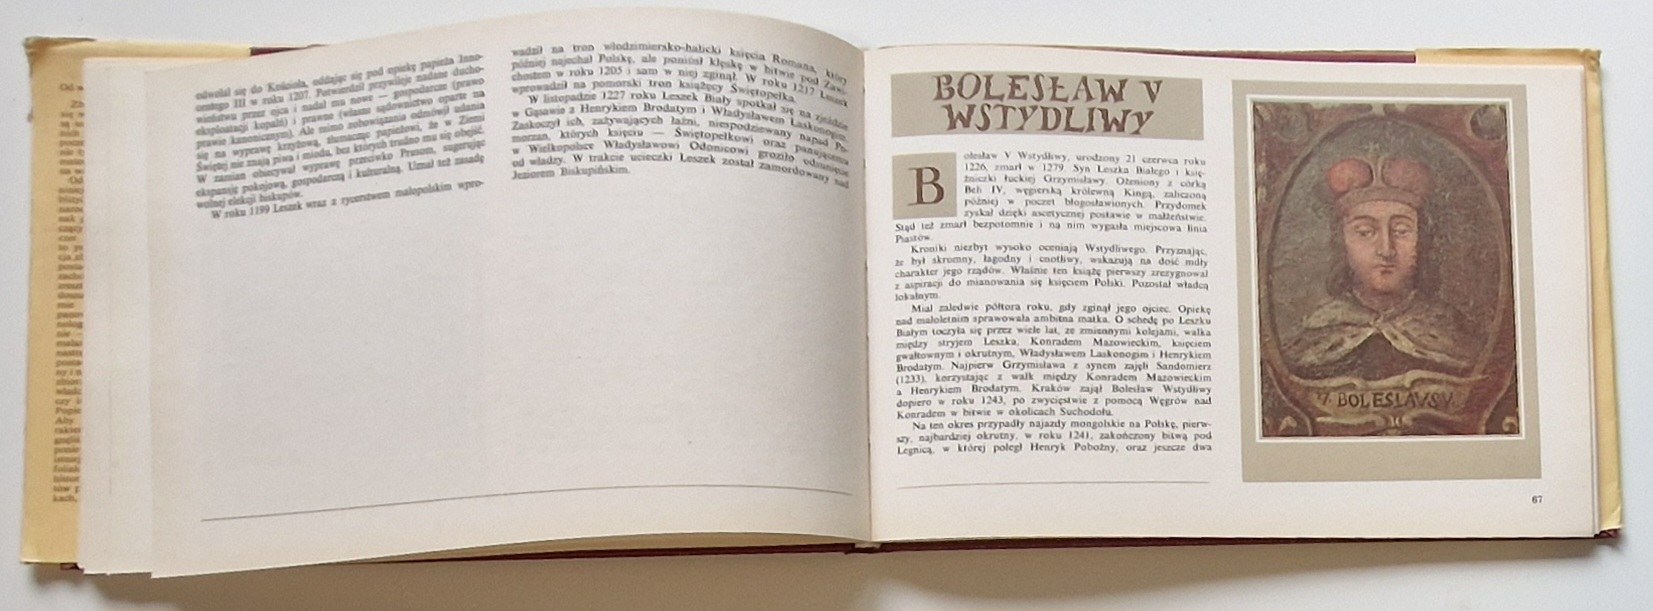 odwołał się do Kościoła, oddając się pod opiekę papieża Inno-
centego III w roku 1207. Potwierdził przywileje nadane ducho-
wieństwu przez ojca i nadał mu nowe — gospodarcze (prawo
eksploatacji kopalń) i prawne (własne sądownictwo oparte na
prawie kanonicznym). Ale mimo zobowiązania odmówił udania
się na wyprawę krzyżową, tłumacząc papieżowi, że w Ziemi
Świętej nie znają piwa i miodu, bez których trudno mu się obejść.
W zamian obiecywał wyprawę przeciwko Prusom, sugerując
ekspansję pokojową, gospodarczą i kulturalną. Uznał też zasadę
wolnej elekcji biskupów.
W roku 1199 Leszek wraz z rycerstwem małopolskim wpro-
wadził na tron włodzimiersko-halicki księcia Romana, który
później najechał Polskę, ale poniósł klęskę w bitwie pod Zawi-
chostem w roku 1205 i sam w niej zginął. W roku 1217 Leszek
wprowadził na pomorski tron książęcy Świętopełka.
W listopadzie 1227 roku Leszek Biały spotkał się na zjeździe
w Gąsawie z Henrykiem Brodatym i Władysławem Laskonogim.
Zaskoczył ich, zażywających łaźni, niespodziewany napad Po-
morzan, których księciu — Świętopełkowi oraz panującemu
w Wielkopolsce Władysławowi Odonicowi groziło odsunięcie
od władzy. W trakcie ucieczki Leszek został zamordowany nad
Jeziorem Biskupińskim.
BOLESŁAW V
WSTYDLIWY
Bolesław V Wstydliwy, urodzony 21 czerwca roku
1226, zmarł w 1279. Syn Leszka Białego i księ-
żniczki łuckiej Grzymisławy. Ożeniony z córką
Beli IV, węgierską królewną Kingą, zaliczoną
później w poczet błogosławionych. Przydomek
zyskał dzięki ascetycznej postawie w małżeństwie.
Stąd też zmarł bezpotomnie i na nim wygasła miejscowa linia
Piastów.
Kroniki niezbyt wysoko oceniają Wstydliwego. Przyznając,
że był skromny, łagodny i cnotliwy, wskazują na dość mdły
charakter jego rządów. Właśnie ten książę pierwszy zrezygnował
z aspiracji do mianowania się księciem Polski. Pozostał władcą
lokalnym.
Miał zaledwie półtora roku, gdy zginął jego ojciec. Opiekę
nad małoletnim sprawowała ambitna matka. O schedę po Leszku
Białym toczyła się przez wiele lat, ze zmiennymi kolejami, walka
między stryjem Leszka, Konradem Mazowieckim, księciem
gwałtownym i okrutnym, Władysławem Laskonogim i Henrykiem
Brodatym. Najpierw Grzymisława z synem zajęli Sandomierz
(1233), korzystając z walk między Konradem Mazowieckim
a Henrykiem Brodatym. Kraków zajął Bolesław Wstydliwy
dopiero w roku 1243, po zwycięstwie z pomocą Węgrów nad
Konradem w bitwie w okolicach Suchodołu.
Na ten okres przypadły najazdy mongolskie na Polskę, pierw-
szy, najbardziej okrutny, w roku 1241, zakończony bitwą pod
Legnicą, w której poległ Henryk Pobożny, oraz jeszcze dwa
17. BOLESLAVS V.
67